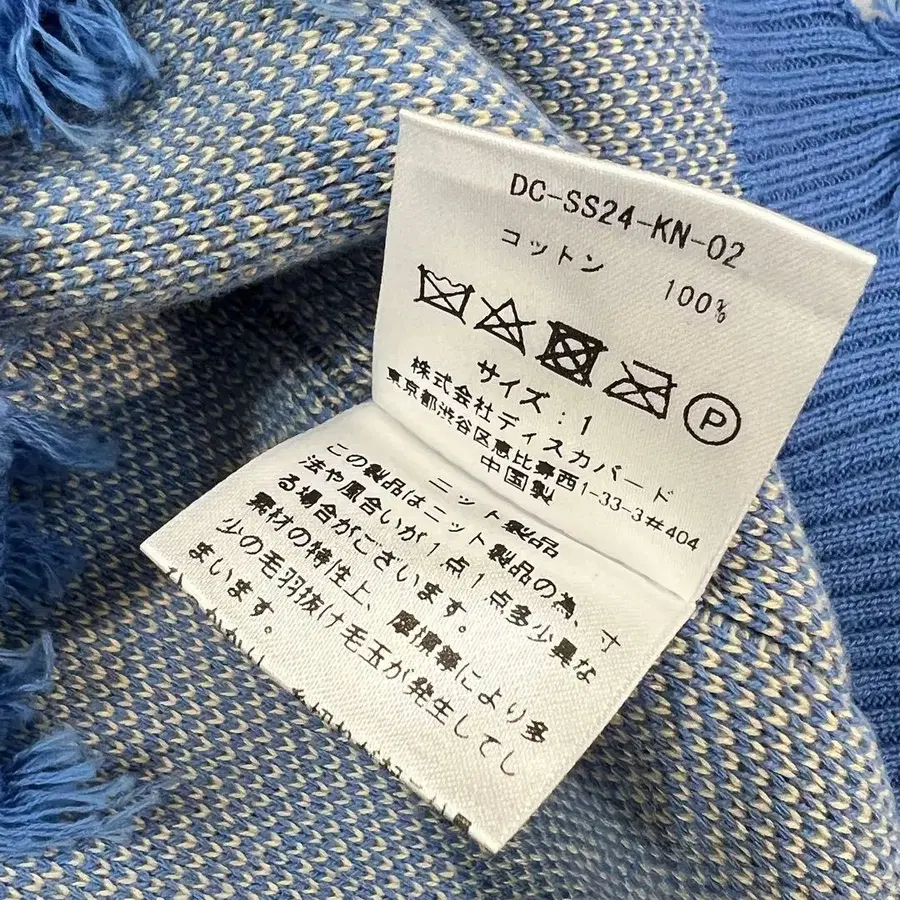 DC-SS24-KN-02
コットン 100%
P
サイズ：1
株式会社ディスカバード
東京都渋谷区恵比寿西1-33-3#404
中国製
ニット製品
この製品はニット製品の為、寸
法や風合いが1点1点多少異な
る場合がございます。
素材の特性上、摩擦等により多
少の毛羽抜け毛玉が発生してし
まいます。